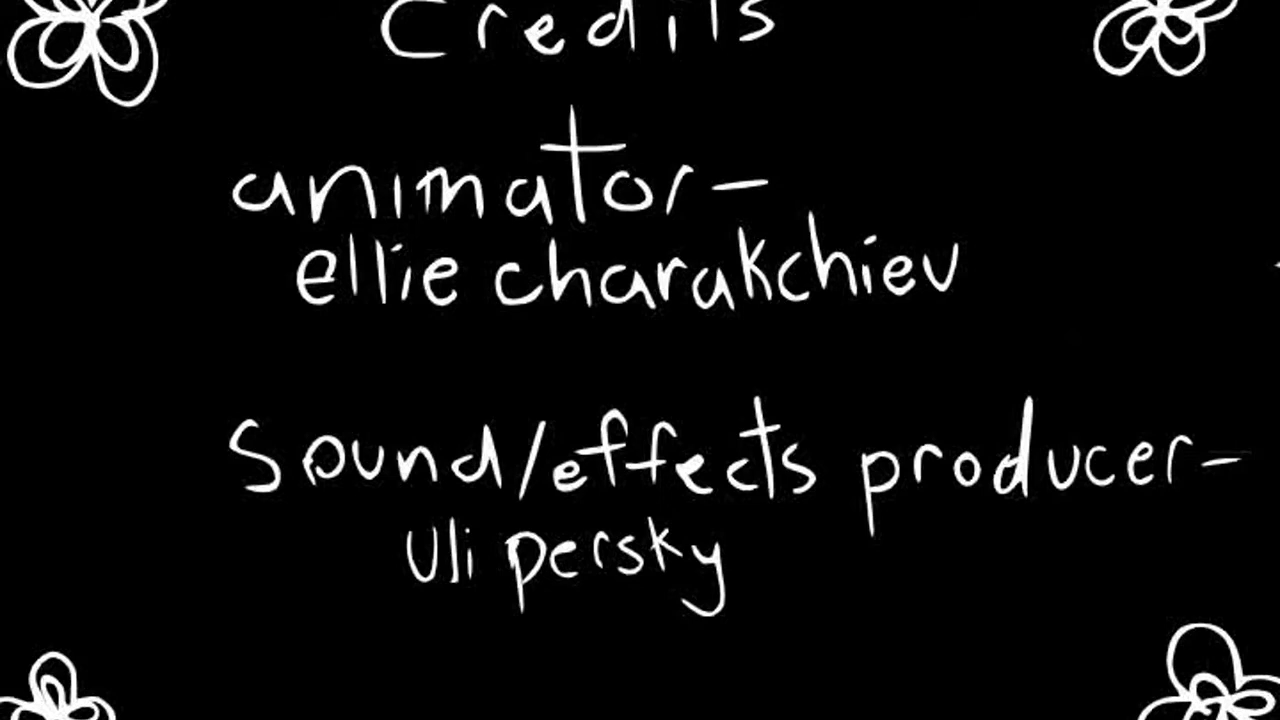 Credits
animator-
ellie charakchiev
Sound/effects producer-
Uli persky